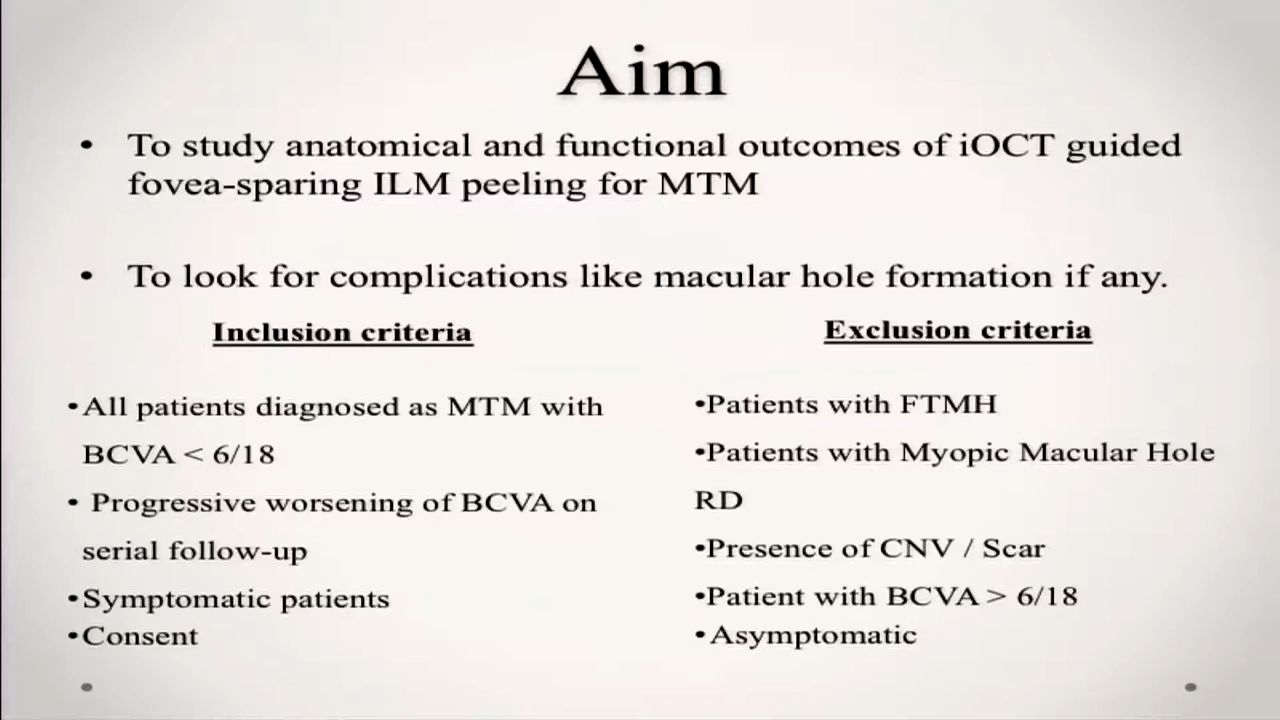 Aim
• To study anatomical and functional outcomes of iOCT guided
fovea-sparing ILM peeling for MTM
• To look for complications like macular hole formation if any.
Inclusion criteria
•All patients diagnosed as MTM with
BCVA < 6/18
• Progressive worsening of BCVA on
serial follow-up
•Symptomatic patients
•Consent
Exclusion criteria
•Patients with FTMH
•Patients with Myopic Macular Hole
RD
•Presence of CNV / Scar
•Patient with BCVA > 6/18
•Asymptomatic